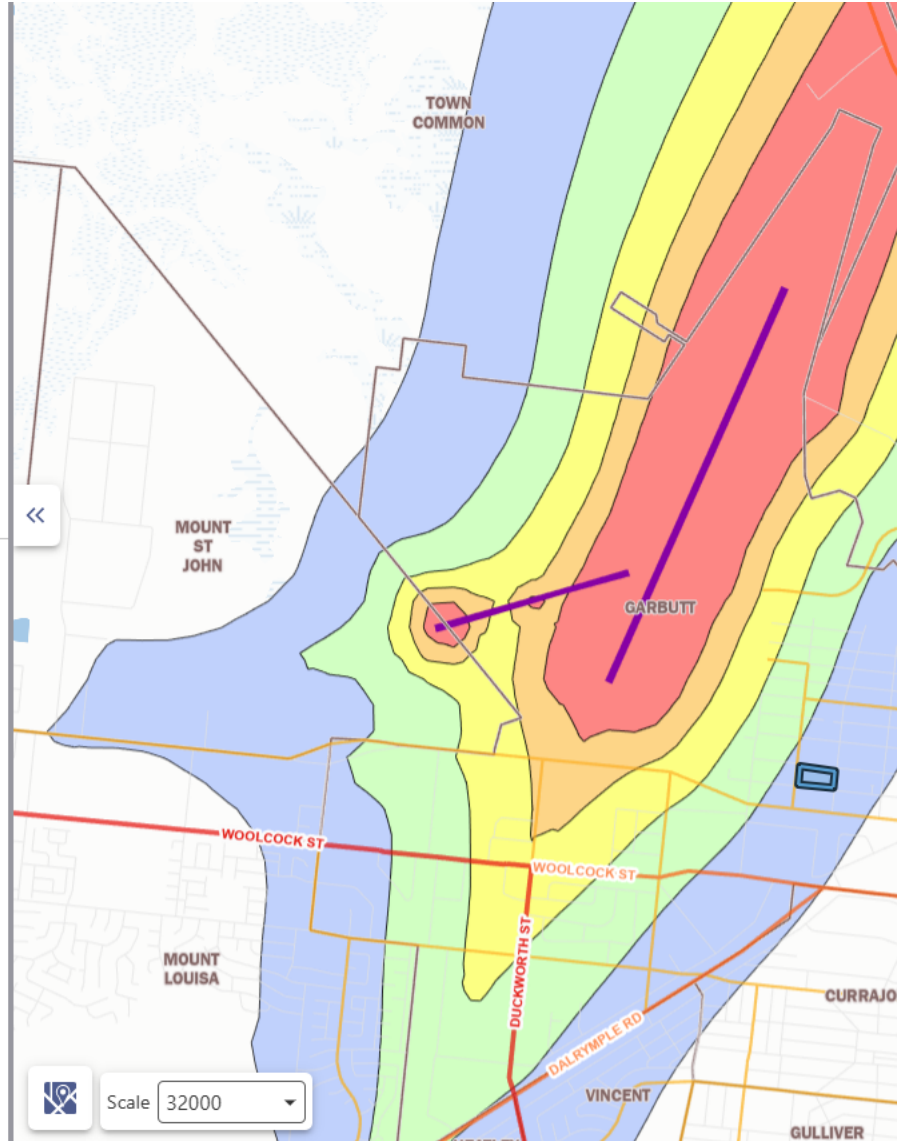 TOWN
COMMON
«
MOUNT
ST
JOHN
GARBUTT
WOOLCOCK ST
WOOLCOCK ST
DUCKWORTH ST
MOUNT
LOUISA
CURRAJO
DALRYMPLE RD
VINCENT
Scale 32000
GULLIVER